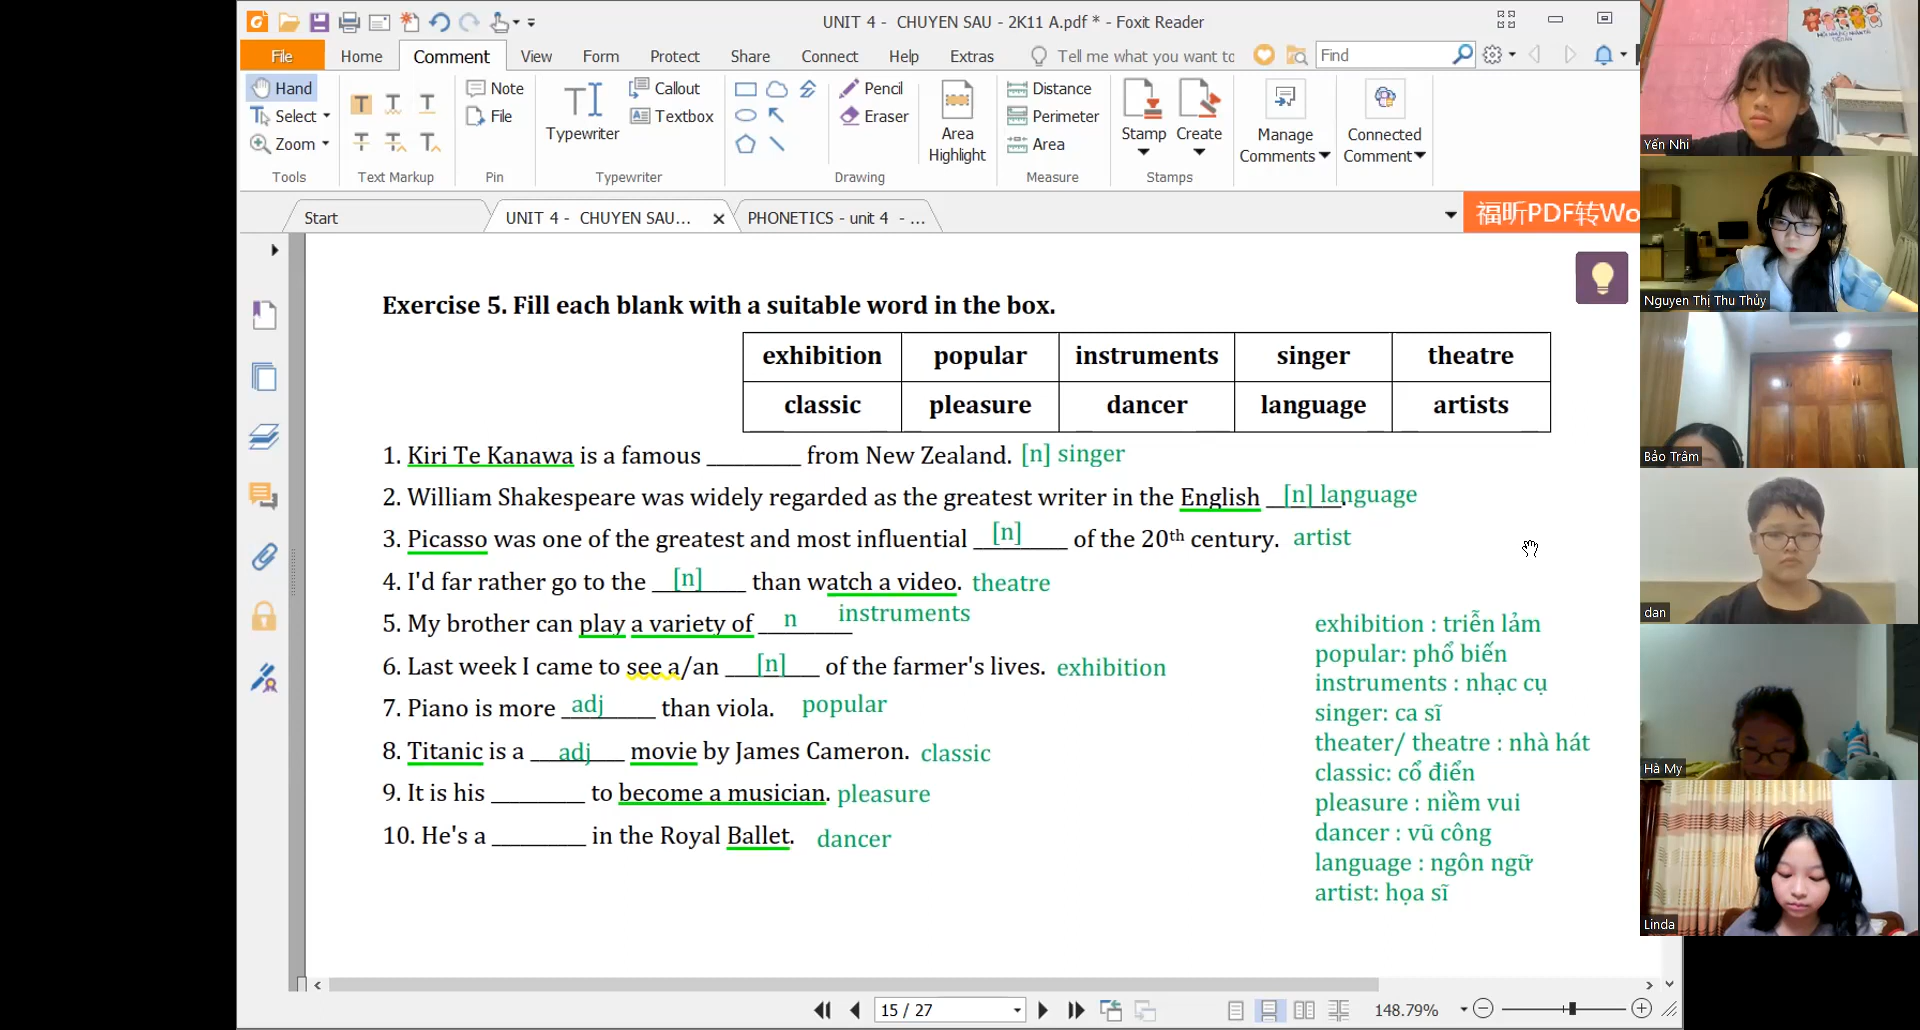 UNIT 4 - CHUYEN SAU - 2K11 A.pdf * - Foxit Reader
File Home Comment View Form Protect Share Connect Help Extras Tell me what you want to Find
Hand Note Callout Pencil Distance
Select File Typewriter Textbox Eraser Area Highlight Perimeter Stamp Create Manage Comments Connected Comment
Zoom Area
Tools Text Markup Pin Typewriter Drawing Measure Stamps
Start UNIT 4 - CHUYEN SAU... PHONETICS - unit 4 - ... 福昕PDF转Wo
Exercise 5. Fill each blank with a suitable word in the box.
exhibition popular instruments singer theatre
classic pleasure dancer language artists
1. Kiri Te Kanawa is a famous ________ from New Zealand. [n] singer
2. William Shakespeare was widely regarded as the greatest writer in the English ________. [n] language
3. Picasso was one of the greatest and most influential ________ of the 20th century. [n] artist
4. I'd far rather go to the ________ than watch a video. [n] theatre
5. My brother can play a variety of ________ n instruments
6. Last week I came to see a/an ________ of the farmer's lives. [n] exhibition
7. Piano is more ________ than viola. adj popular
8. Titanic is a ________ movie by James Cameron. adj classic
9. It is his ________ to become a musician. pleasure
10. He's a ________ in the Royal Ballet. dancer
exhibition : triễn lảm
popular: phổ biến
instruments : nhạc cụ
singer: ca sĩ
theater/ theatre : nhà hát
classic: cổ điển
pleasure : niềm vui
dancer : vũ công
language : ngôn ngữ
artist: họa sĩ
15 / 27 148.79%
Yến Nhi
Nguyen Thị Thu Thủy
Bảo Trâm
dan
Hà My
Linda